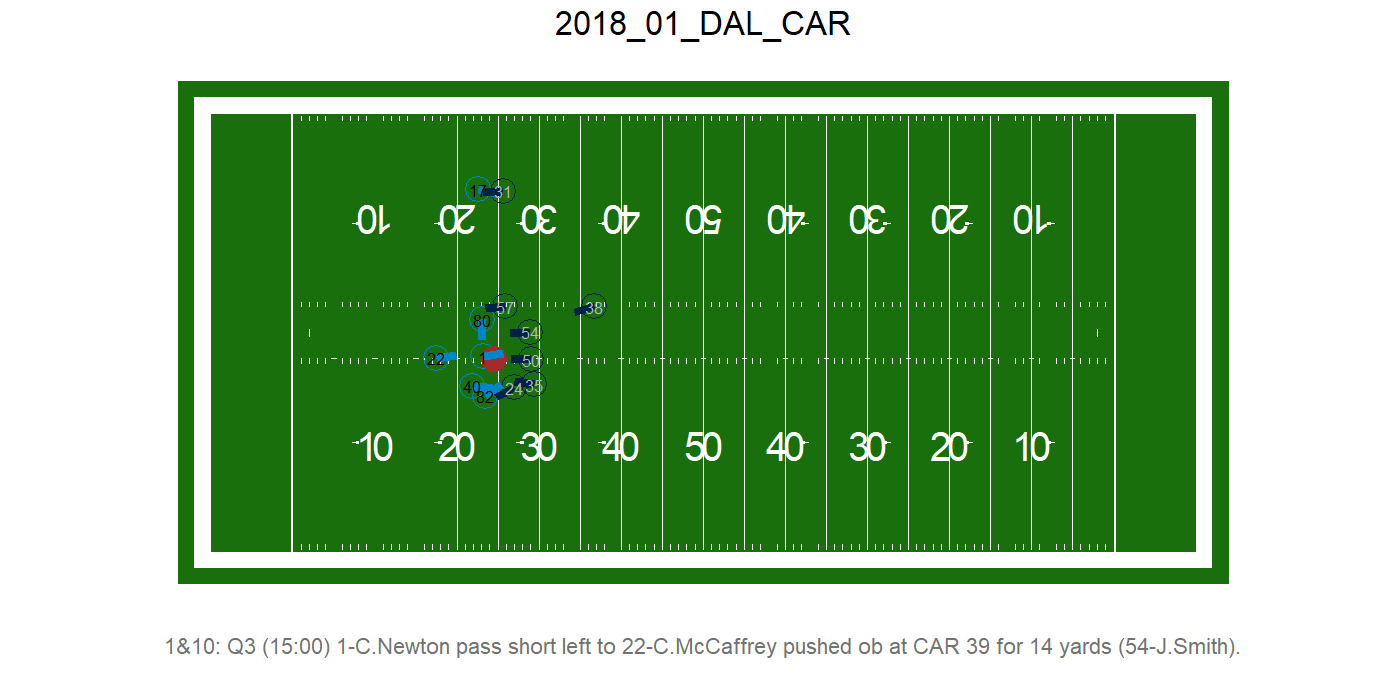 2018_01_DAL_CAR
17 31
10 20 30 40 50 40 30 20 10
57 38
80
54
22 1 50
40 24 35
82
10 20 30 40 50 40 30 20 10
1&10: Q3 (15:00) 1-C.Newton pass short left to 22-C.McCaffrey pushed ob at CAR 39 for 14 yards (54-J.Smith).